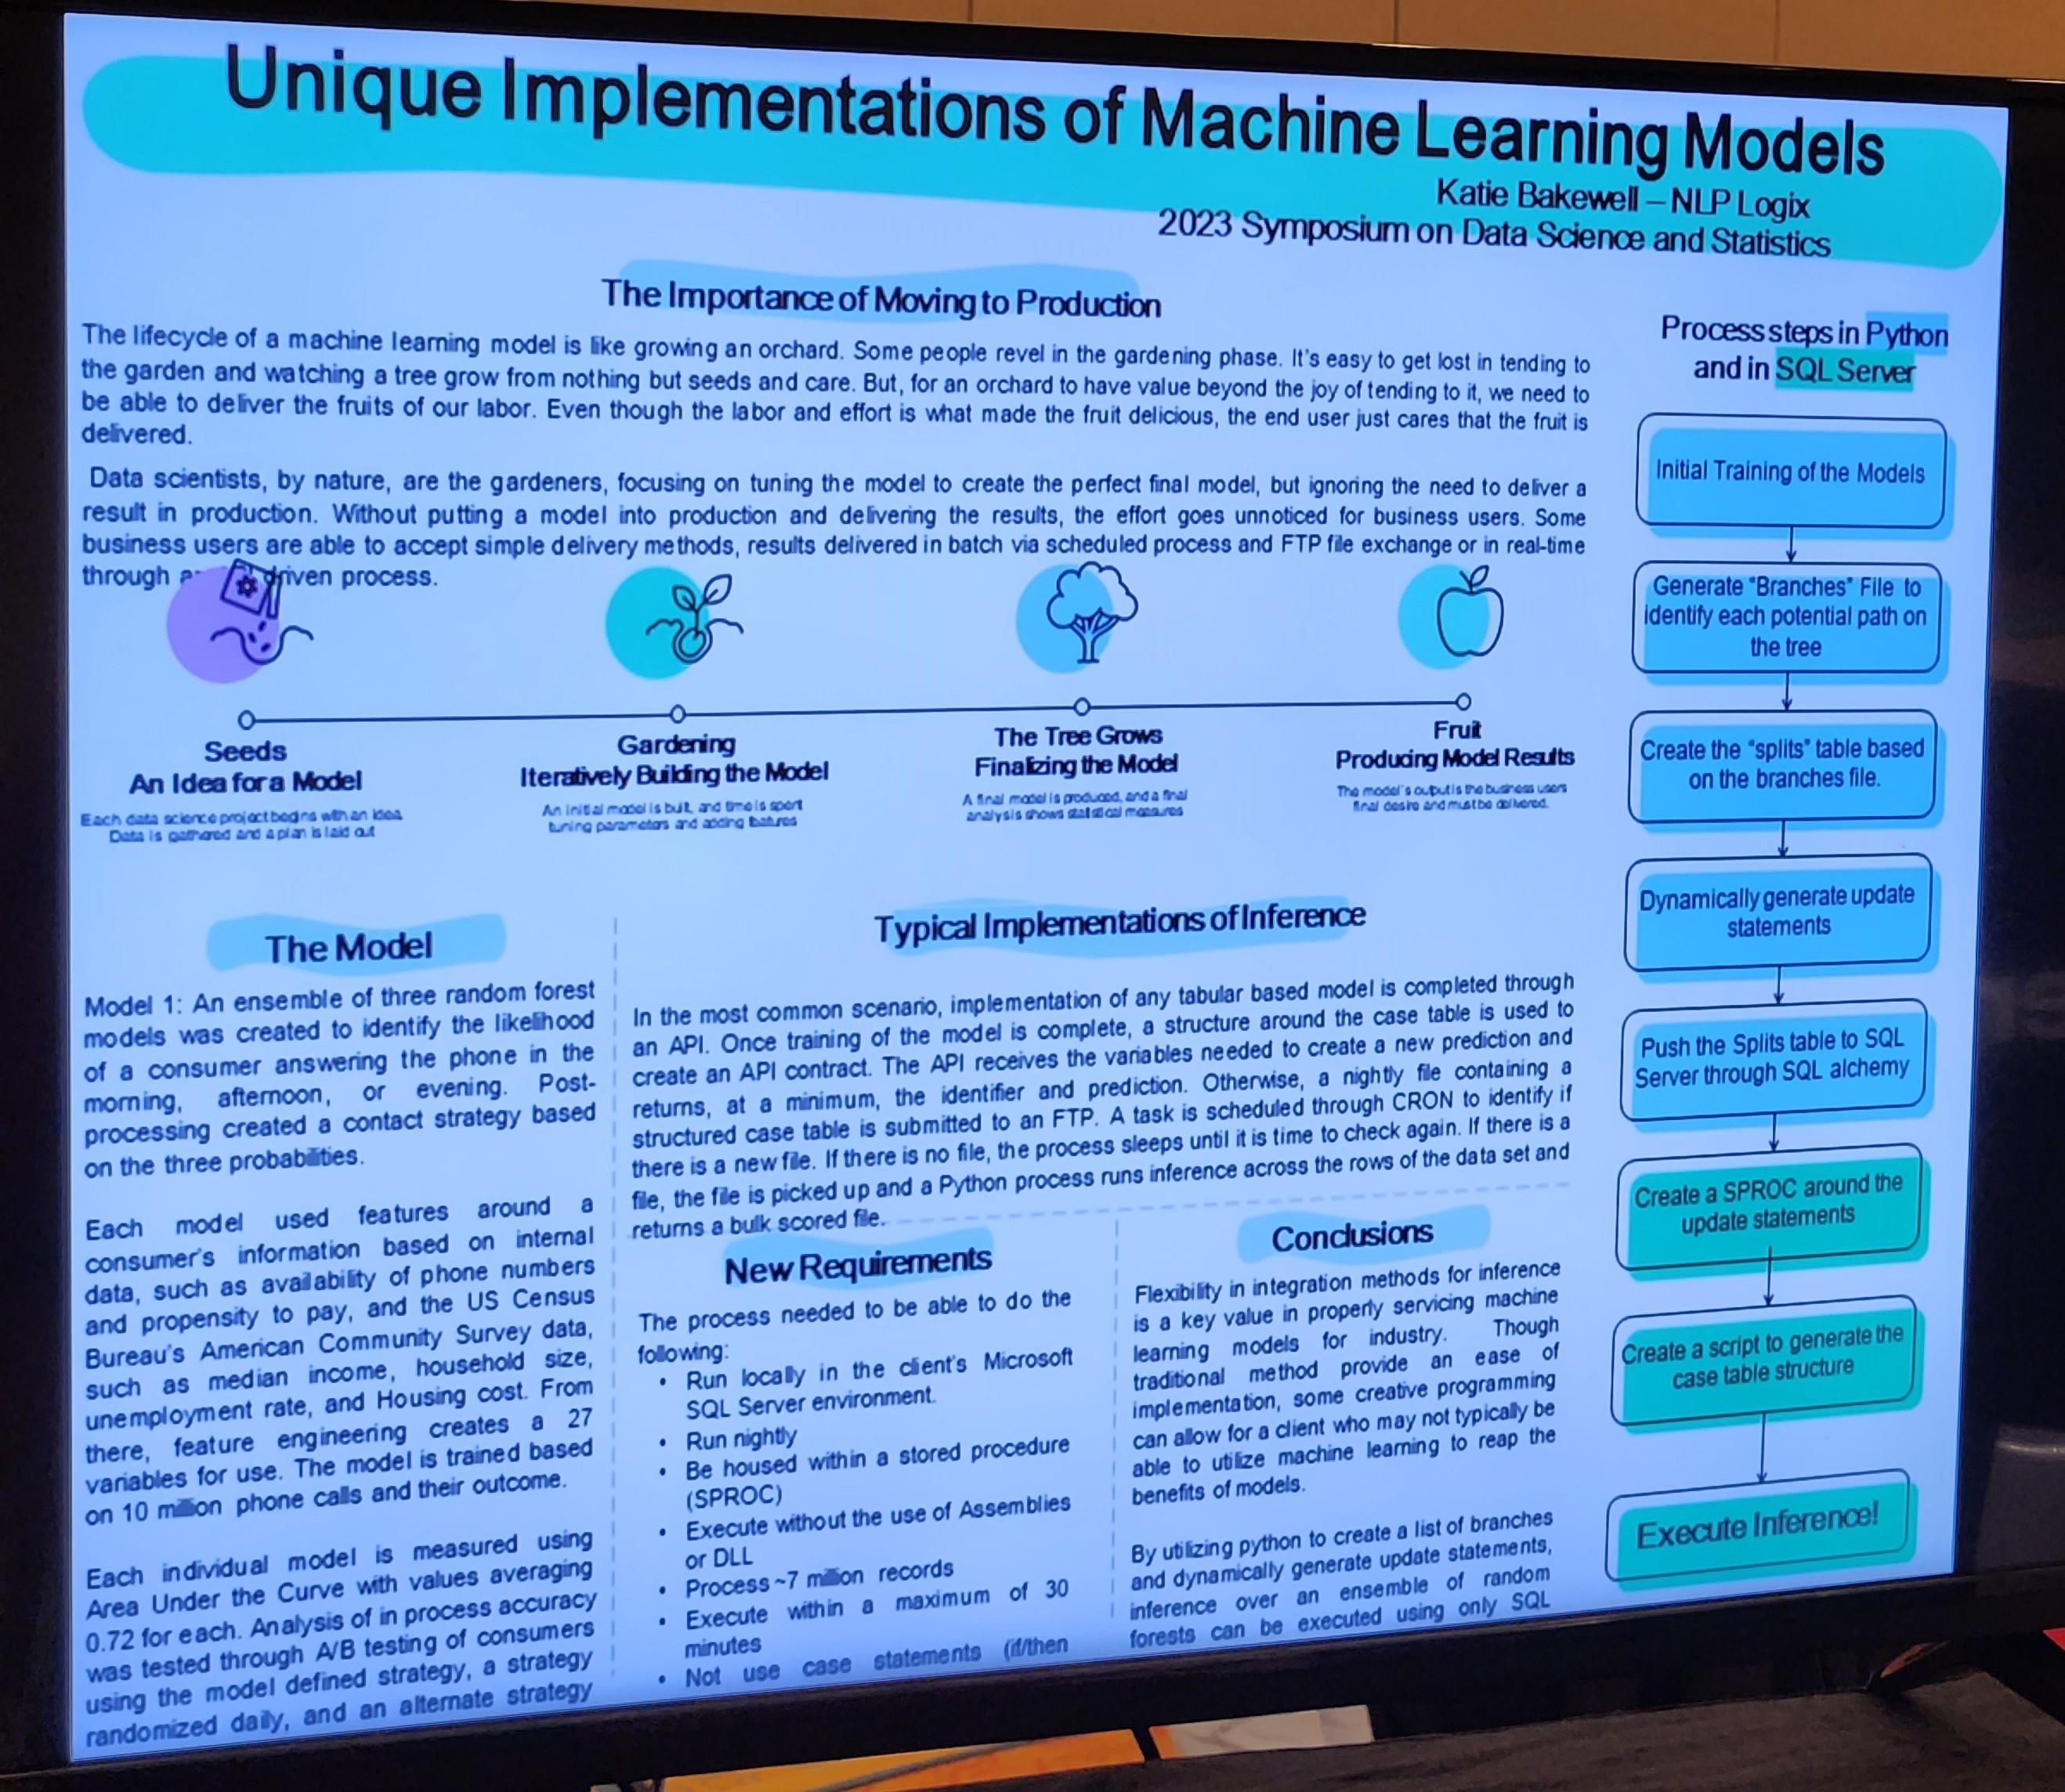 Unique Implementations of Machine Learning Models
Katie Bakewell – NLP Logix
2023 Symposium on Data Science and Statistics
The Importance of Moving to Production
The lifecycle of a machine learning model is like growing an orchard. Some people revel in the gardening phase. It's easy to get lost in tending to
the garden and watching a tree grow from nothing but seeds and care. But, for an orchard to have value beyond the joy of tending to it, we need to
be able to deliver the fruits of our labor. Even though the labor and effort is what made the fruit delicious, the end user just cares that the fruit is
delivered.
Data scientists, by nature, are the gardeners, focusing on tuning the model to create the perfect final model, but ignoring the need to deliver a
result in production. Without putting a model into production and delivering the results, the effort goes unnoticed for business users. Some
business users are able to accept simple delivery methods, results delivered in batch via scheduled process and FTP file exchange or in real-time
through driven process.
Seeds
An Idea for a Model
Each data science project begins with an idea
Data is gathered and a plan is laid out
Gardening
Iteratively Building the Model
An initial model is built, and time is spent
tuning parameters and adding features
The Tree Grows
Finalizing the Model
A final model is produced, and a final
analysis shows statistical measures
Fruit
Producing Model Results
The model's output is the business users
final desire and must be delivered.
The Model
Model 1: An ensemble of three random forest
models was created to identify the likelihood
of a consumer answering the phone in the
morning, afternoon, or evening. Post-
processing created a contact strategy based
on the three probabilities.
Each model used features around a
consumer's information based on internal
data, such as availability of phone numbers
and propensity to pay, and the US Census
Bureau's American Community Survey data,
such as median income, household size,
unemployment rate, and Housing cost. From
there, feature engineering creates a 27
variables for use. The model is trained based
on 10 million phone calls and their outcome.
Each individual model is measured using
Area Under the Curve with values averaging
0.72 for each. Analysis of in process accuracy
was tested through A/B testing of consumers
using the model defined strategy, a strategy
randomized daily, and an alternate strategy
Typical Implementations of Inference
In the most common scenario, implementation of any tabular based model is completed through
an API. Once training of the model is complete, a structure around the case table is used to
create an API contract. The API receives the variables needed to create a new prediction and
returns, at a minimum, the identifier and prediction. Otherwise, a nightly file containing a
structured case table is submitted to an FTP. A task is scheduled through CRON to identify if
there is a new file. If there is no file, the process sleeps until it is time to check again. If there is a
file, the file is picked up and a Python process runs inference across the rows of the data set and
returns a bulk scored file.
New Requirements
The process needed to be able to do the
following:
• Run locally in the client's Microsoft
SQL Server environment.
• Run nightly
• Be housed within a stored procedure
(SPROC)
• Execute without the use of Assemblies
or DLL
• Process ~7 million records
• Execute within a maximum of 30
minutes
• Not use case statements (if/then
Conclusions
Flexibility in integration methods for inference
is a key value in properly servicing machine
learning models for industry. Though
traditional method provide an ease of
implementation, some creative programming
can allow for a client who may not typically be
able to utilize machine learning to reap the
benefits of models.
By utilizing python to create a list of branches
and dynamically generate update statements,
inference over an ensemble of random
forests can be executed using only SQL
Process steps in Python
and in SQL Server
Initial Training of the Models
Generate "Branches" File to
identify each potential path on
the tree
Create the "splits" table based
on the branches file.
Dynamically generate update
statements
Push the Splits table to SQL
Server through SQL alchemy
Create a SPROC around the
update statements
Create a script to generate the
case table structure
Execute Inference!